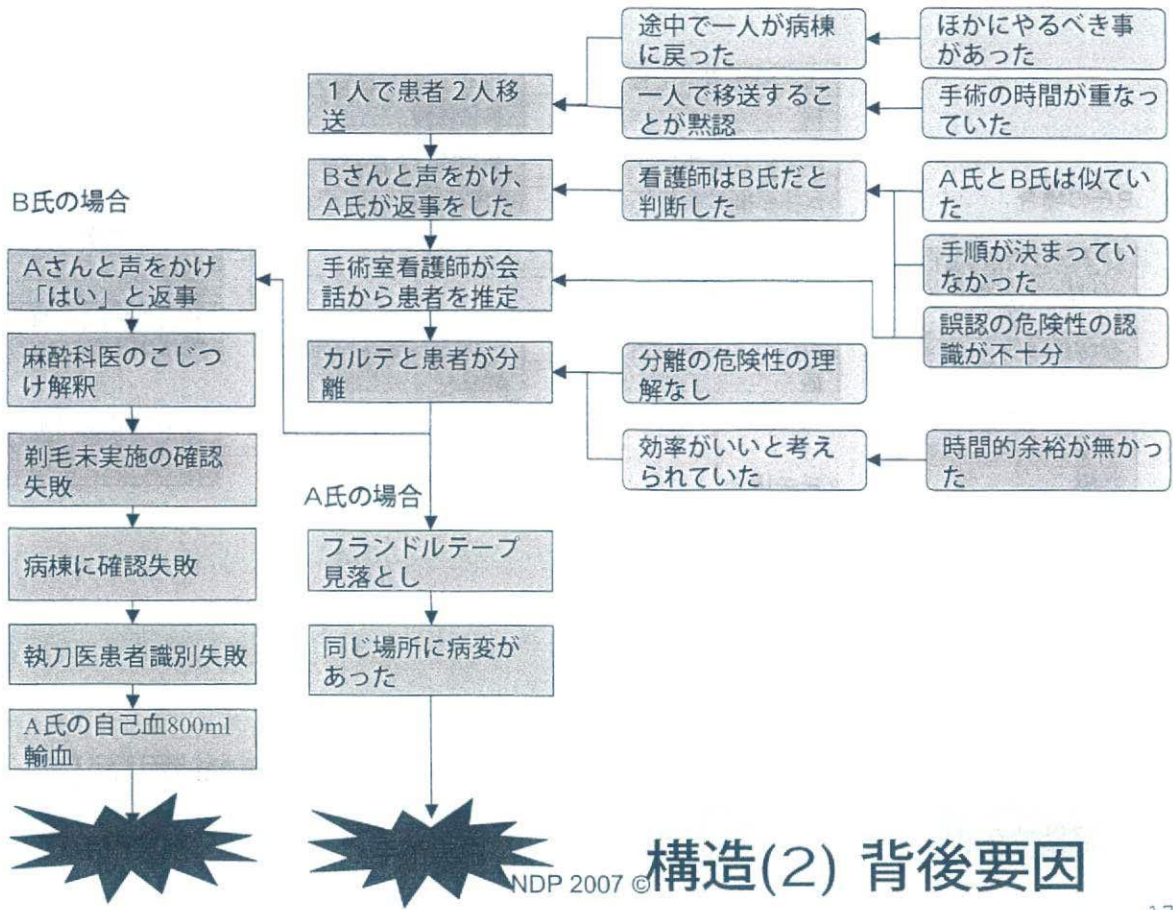 途中で一人が病棟
に戻った
ほかにやるべき事
があった
1人で患者2人移
送
一人で移送するこ
とが黙認
手術の時間が重なっ
ていた
Bさんと声をかけ、
A氏が返事をした
看護師はB氏だと
判断した
A氏とB氏は似てい
た
手順が決まってい
なかった
手術室看護師が会
話から患者を推定
誤認の危険性の認
識が不十分
カルテと患者が分
離
分離の危険性の理
解なし
効率がいいと考え
られていた
時間的余裕が無かっ
た
B氏の場合
Aさんと声をかけ
「はい」と返事
麻酔科医のこじつ
け解釈
剃毛未実施の確認
失敗
病棟に確認失敗
執刀医患者識別失敗
A氏の自己血800ml
輸血
A氏の場合
フランドルテープ
見落とし
同じ場所に病変が
あった
NDP 2007 ©
構造(2) 背後要因
17